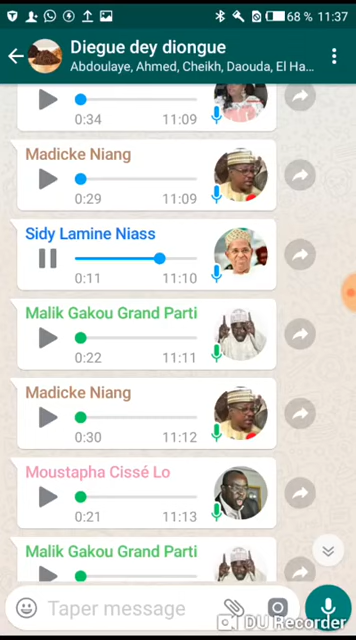 68 % 11:37
Diegue dey diongue
Abdoulaye, Ahmed, Cheikh, Daouda, El Ha...
0:34 11:09
Madicke Niang
0:29 11:09
Sidy Lamine Niass
0:11 11:10
Malik Gakou Grand Parti
0:22 11:11
Madicke Niang
0:30 11:12
Moustapha Cissé Lo
0:21 11:13
Malik Gakou Grand Parti
Taper message
DU Recorder